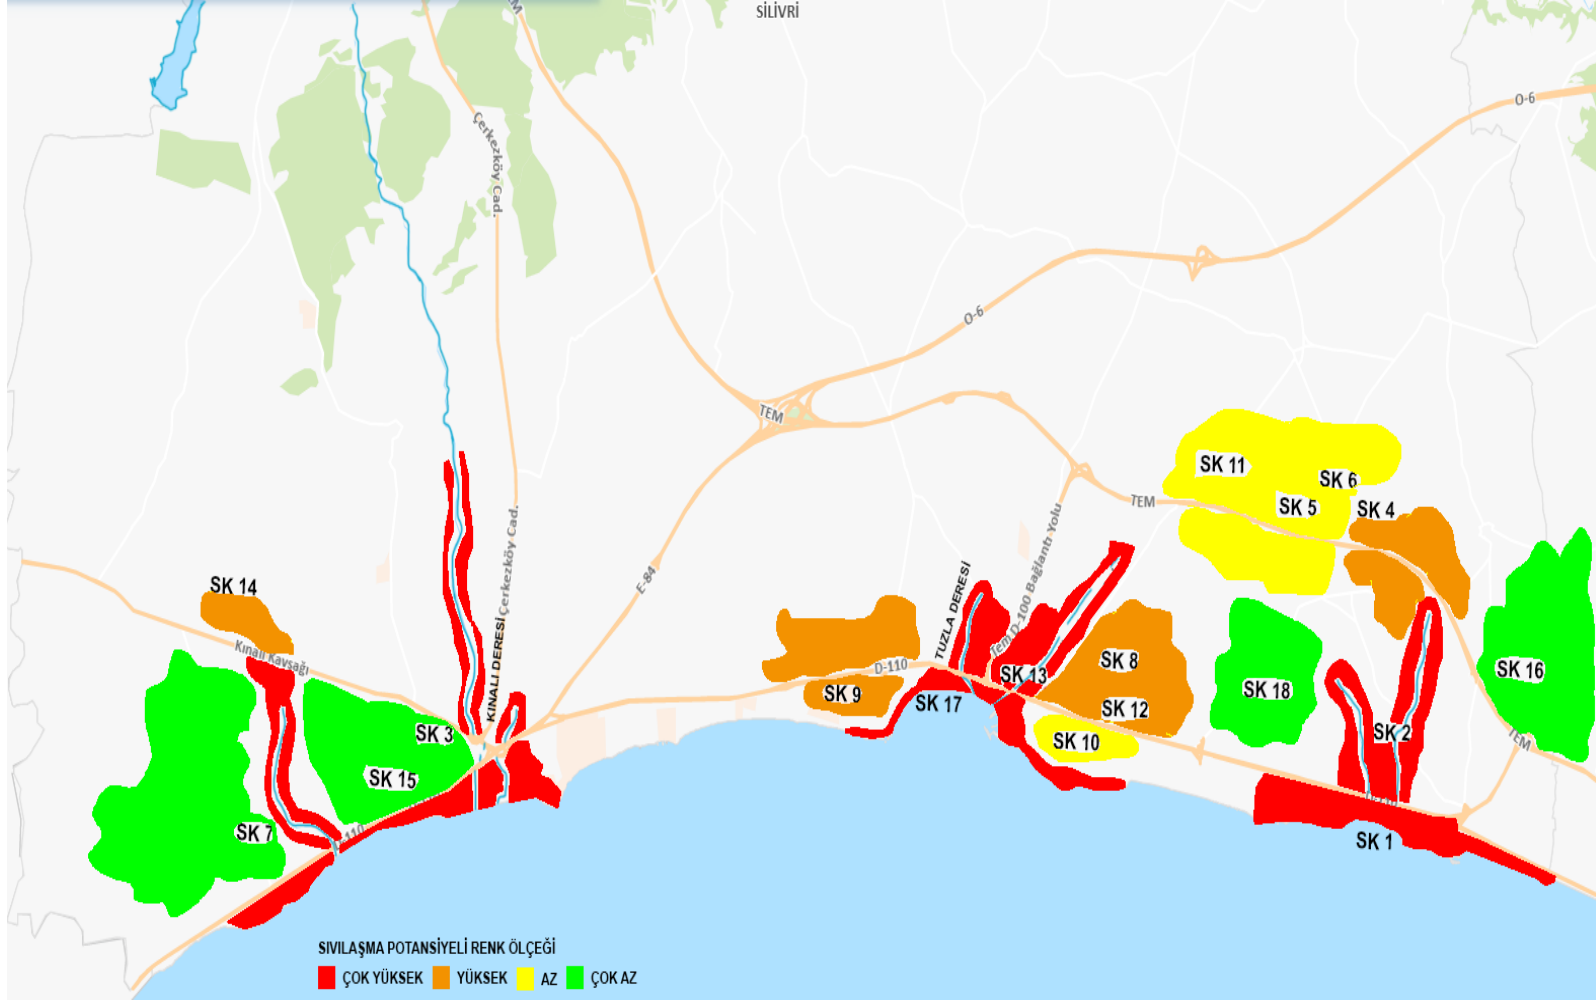 SİLİVRİ
TEM
O-6
Çerkezköy Cad.
O-6
TEM
SK 11
SK 6
SK 5
SK 4
TEM
Çerkezköy Cad.
Tem D-100 Bağlantı Yolu
TUZLA DERESİ
E-84
SK 14
KINALI DERESİ
Kınalı Kavşağı
D-110
SK 13
SK 8
SK 16
SK 9
SK 17
SK 12
SK 18
SK 3
SK 2
SK 10
TEM
SK 15
SK 7
SK 1
SIVILAŞMA POTANSİYELİ RENK ÖLÇEĞİ
ÇOK YÜKSEK YÜKSEK AZ ÇOK AZ